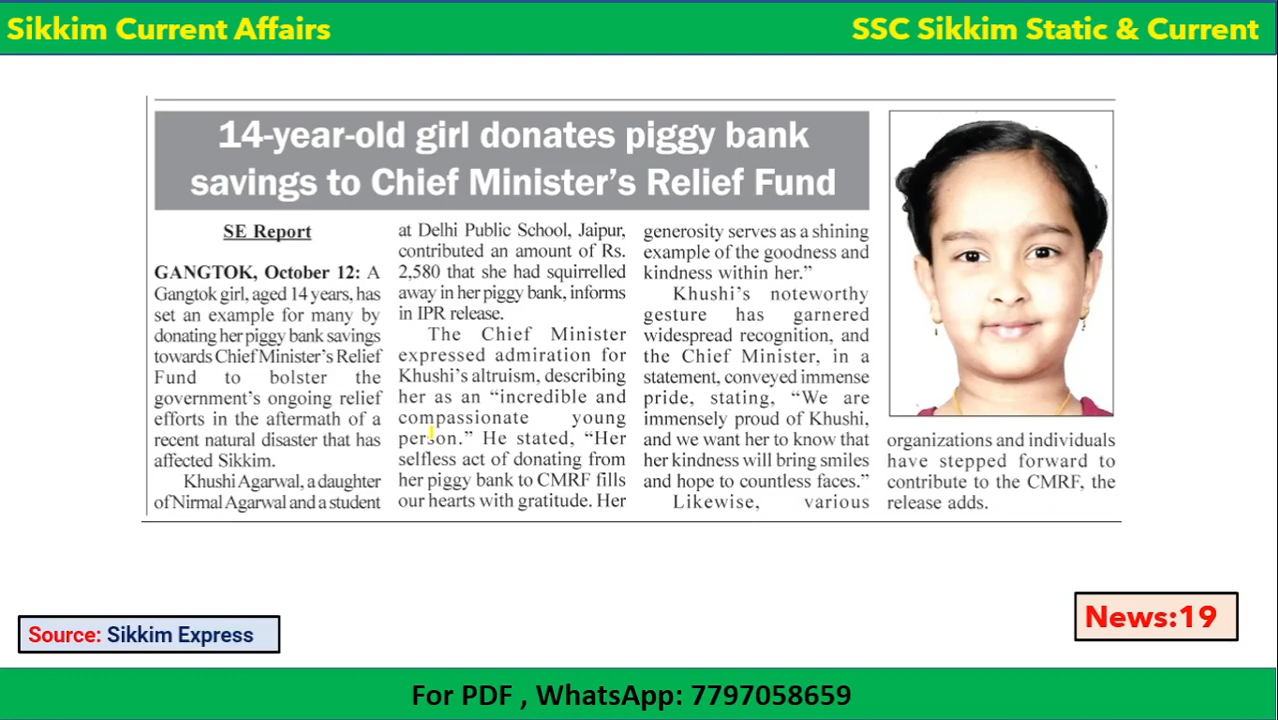 Sikkim Current Affairs
SSC Sikkim Static & Current
14-year-old girl donates piggy bank
savings to Chief Minister's Relief Fund
SE Report
GANGTOK, October 12: A
Gangtok girl, aged 14 years, has
set an example for many by
donating her piggy bank savings
towards Chief Minister's Relief
Fund to bolster the
government's ongoing relief
efforts in the aftermath of a
recent natural disaster that has
affected Sikkim.
Khushi Agarwal, a daughter
of Nirmal Agarwal and a student
at Delhi Public School, Jaipur,
contributed an amount of Rs.
2,580 that she had squirrelled
away in her piggy bank, informs
in IPR release.
The Chief Minister
expressed admiration for
Khushi's altruism, describing
her as an "incredible and
compassionate young
person." He stated, "Her
selfless act of donating from
her piggy bank to CMRF fills
our hearts with gratitude. Her
generosity serves as a shining
example of the goodness and
kindness within her."
Khushi's noteworthy
gesture has garnered
widespread recognition, and
the Chief Minister, in a
statement, conveyed immense
pride, stating, "We are
immensely proud of Khushi,
and we want her to know that
her kindness will bring smiles
and hope to countless faces."
Likewise, various
organizations and individuals
have stepped forward to
contribute to the CMRF, the
release adds.
News:19
Source: Sikkim Express
For PDF , WhatsApp: 7797058659